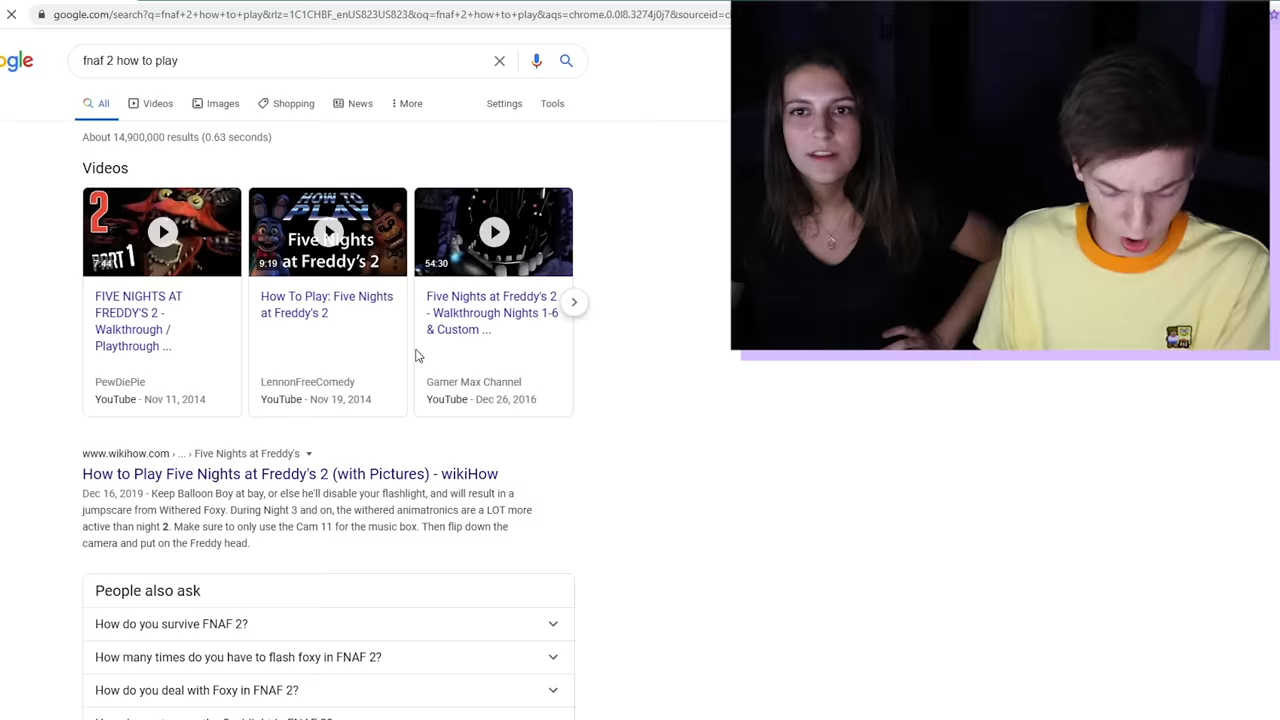 google.com/search?q=fnaf+2+how+to+play&rlz=1C1CHBF_enUS823US823&oq=fnaf+2+how+to+play&aqs=chrome.0.0l8.3274j0j7&sourceid=c
ogle
fnaf 2 how to play
All Videos Images Shopping News More Settings Tools
About 14,900,000 results (0.63 seconds)
Videos
2
PART 1
7:44
HOW TO
PLAY
Five Nights
at Freddy's 2
9:19
54:30
FIVE NIGHTS AT
FREDDY'S 2 -
Walkthrough /
Playthrough ...
PewDiePie
YouTube - Nov 11, 2014
How To Play: Five Nights
at Freddy's 2
LennonFreeComedy
YouTube - Nov 19, 2014
Five Nights at Freddy's 2
- Walkthrough Nights 1-6
& Custom ...
Gamer Max Channel
YouTube - Dec 26, 2016
www.wikihow.com › ... › Five Nights at Freddy's
How to Play Five Nights at Freddy's 2 (with Pictures) - wikiHow
Dec 16, 2019 - Keep Balloon Boy at bay, or else he'll disable your flashlight, and will result in a
jumpscare from Withered Foxy. During Night 3 and on, the withered animatronics are a LOT more
active than night 2. Make sure to only use the Cam 11 for the music box. Then flip down the
camera and put on the Freddy head.
People also ask
How do you survive FNAF 2?
How many times do you have to flash foxy in FNAF 2?
How do you deal with Foxy in FNAF 2?